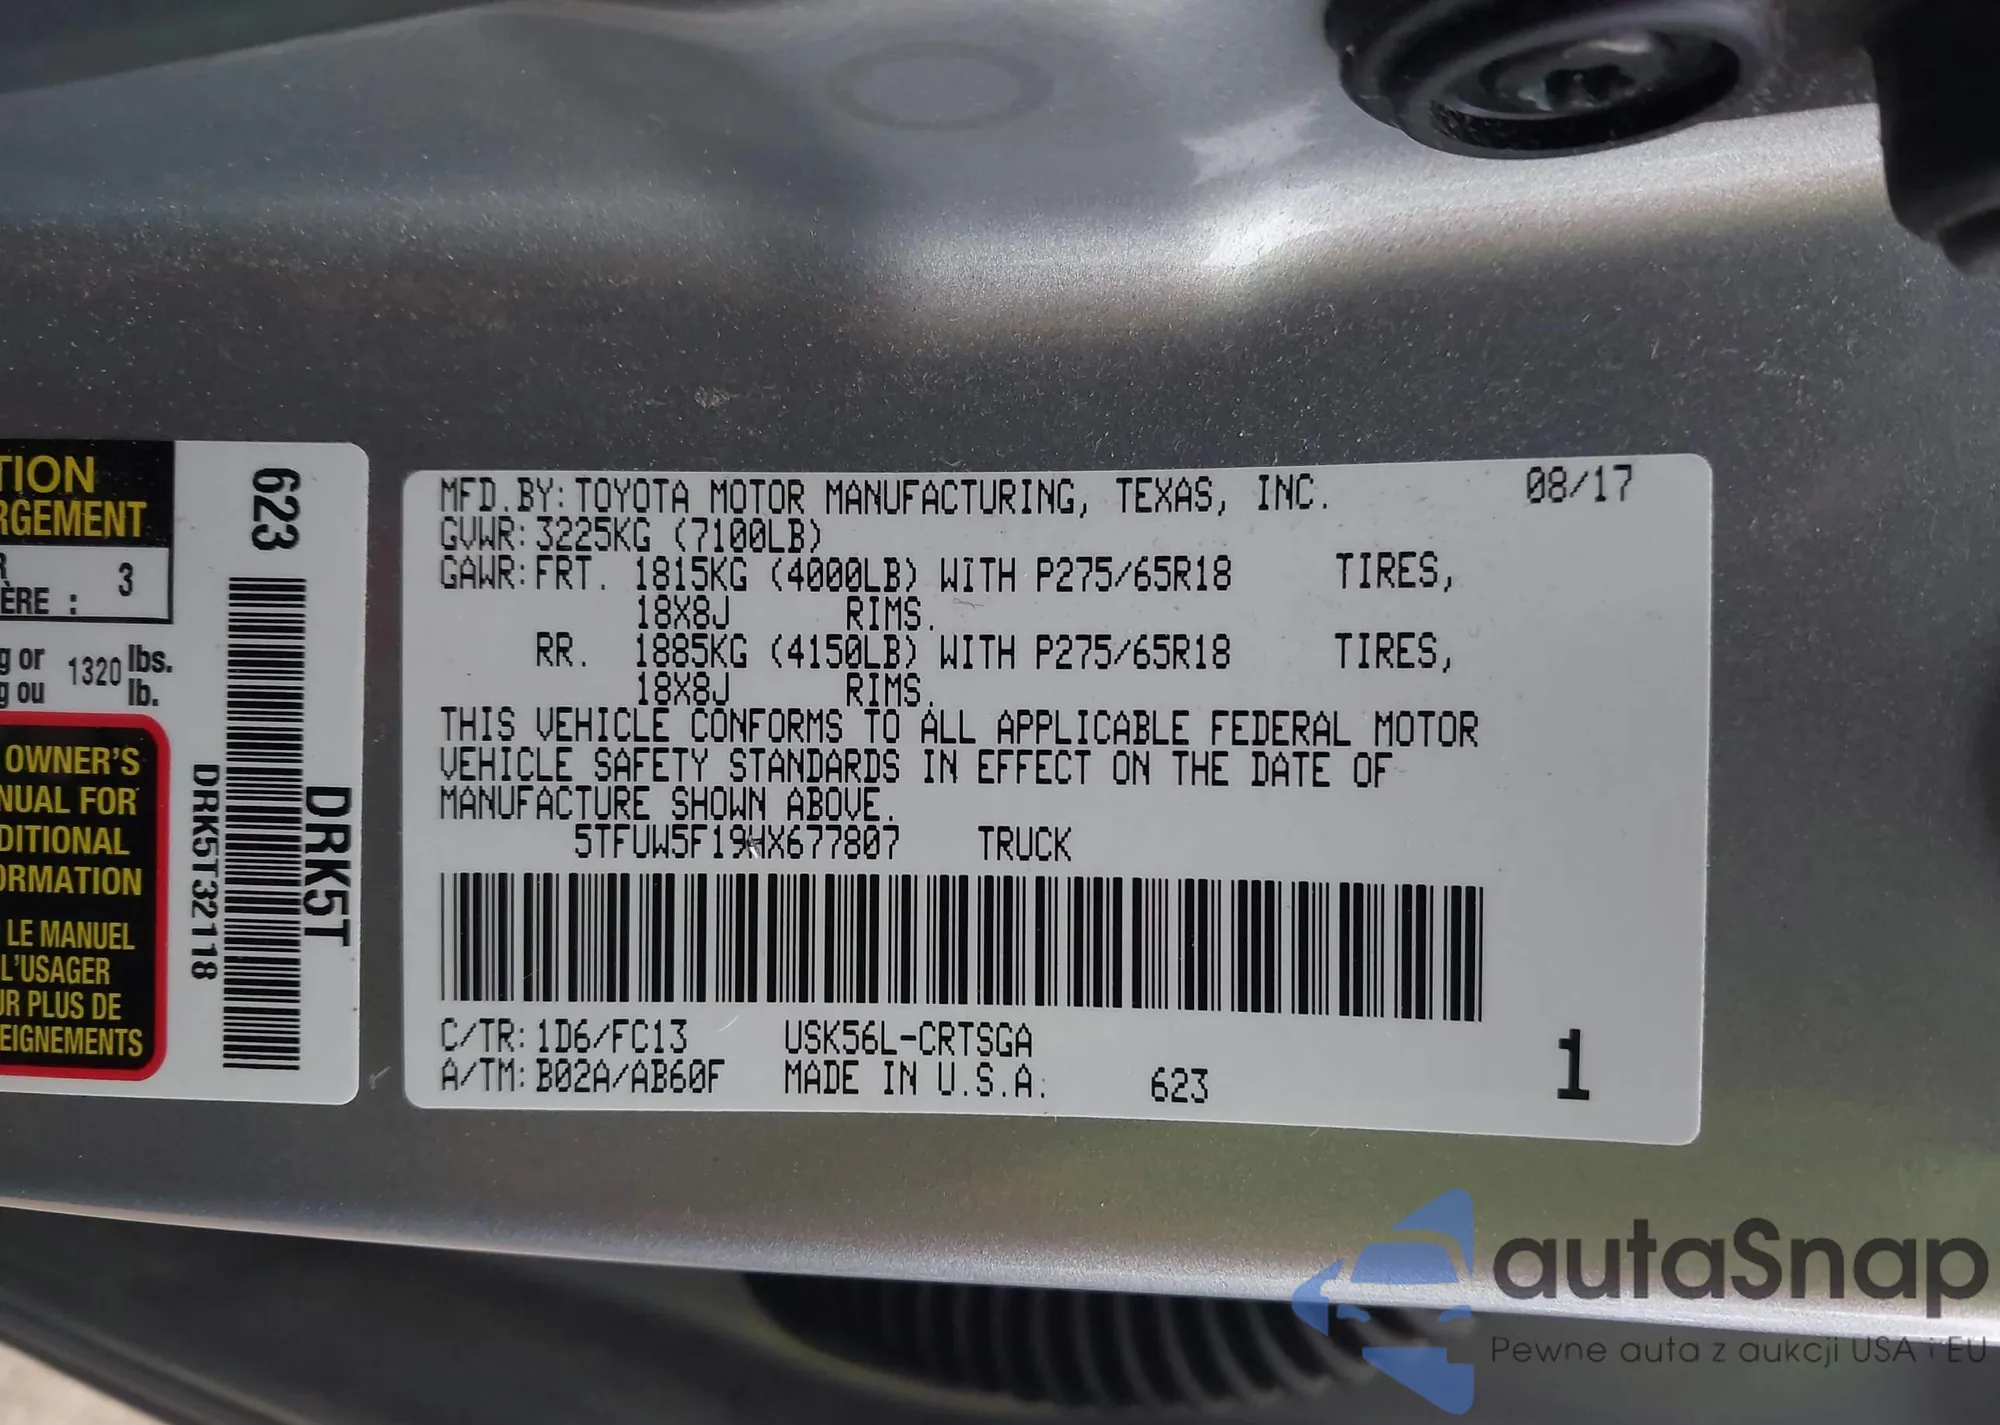 TION
RGEMENT
R
ÈRE : 3
g or 1320 lbs.
g ou lb.
OWNER'S
NUAL FOR
DITIONAL
ORMATION
LE MANUEL
L'USAGER
UR PLUS DE
EIGNEMENTS
623
DRK5T
DRK5T32118
MFD.BY:TOYOTA MOTOR MANUFACTURING, TEXAS, INC. 08/17
GVWR:3225KG (7100LB)
GAWR:FRT. 1815KG (4000LB) WITH P275/65R18 TIRES,
18X8J RIMS.
RR. 1885KG (4150LB) WITH P275/65R18 TIRES,
18X8J RIMS.
THIS VEHICLE CONFORMS TO ALL APPLICABLE FEDERAL MOTOR
VEHICLE SAFETY STANDARDS IN EFFECT ON THE DATE OF
MANUFACTURE SHOWN ABOVE.
5TFUW5F19HX677807 TRUCK
C/TR:1D6/FC13 USK56L-CRTSGA
A/TM:B02A/AB60F MADE IN U.S.A. 623
1
autaSnap
Pewne auta z aukcji USA i EU